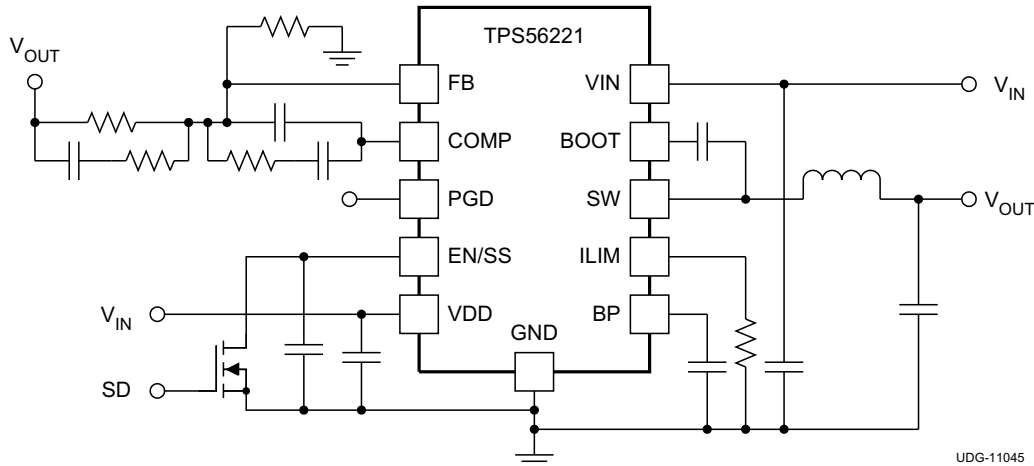 TPS56221
VOUT
FB
VIN
VIN
COMP
BOOT
PGD
SW
VOUT
EN/SS
ILIM
VIN
VDD
BP
GND
SD
UDG-11045